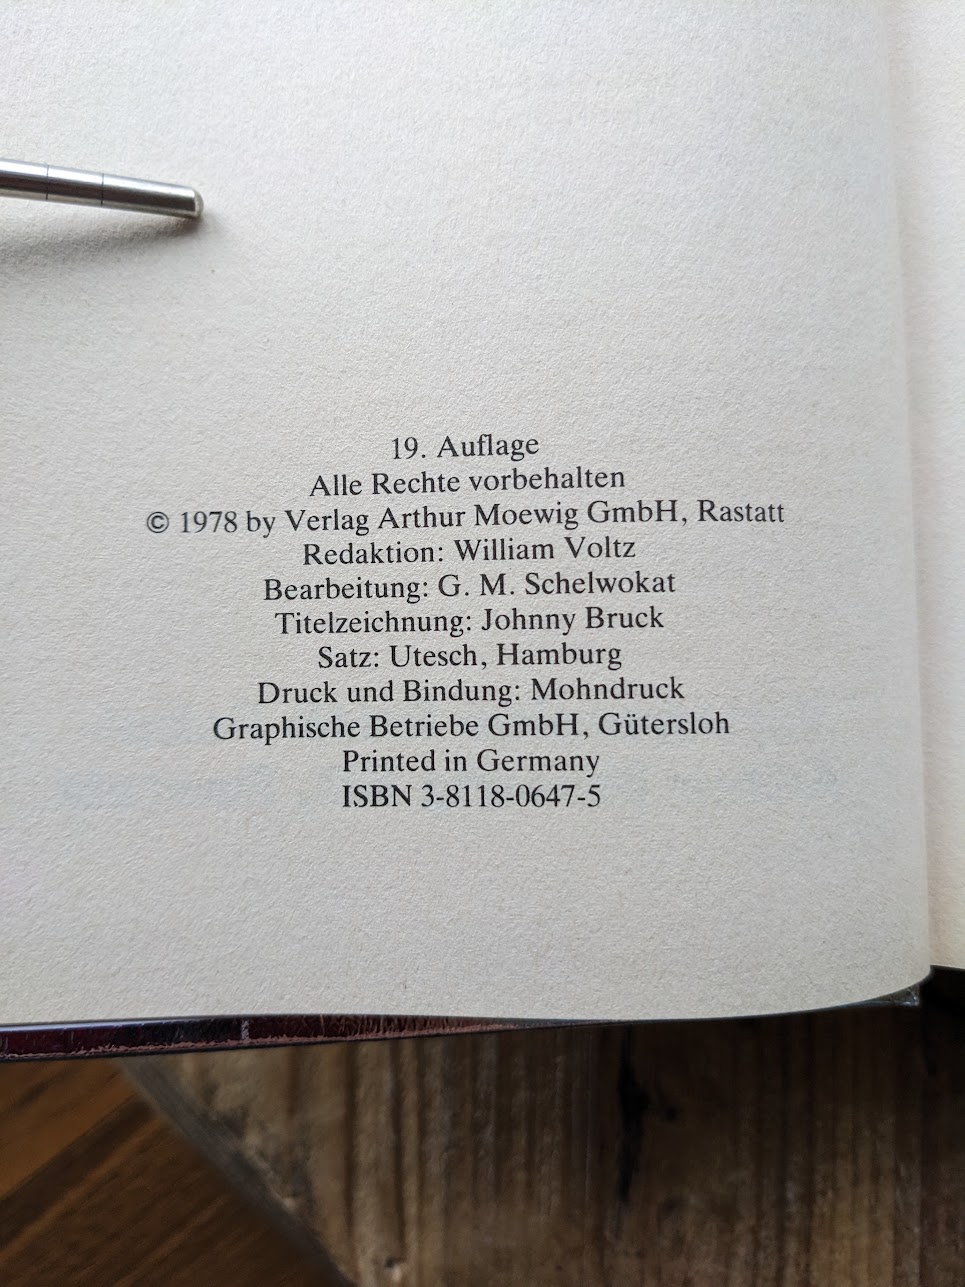 19. Auflage
Alle Rechte vorbehalten
© 1978 by Verlag Arthur Moewig GmbH, Rastatt
Redaktion: William Voltz
Bearbeitung: G. M. Schelwokat
Titelzeichnung: Johnny Bruck
Satz: Utesch, Hamburg
Druck und Bindung: Mohndruck
Graphische Betriebe GmbH, Gütersloh
Printed in Germany
ISBN 3-8118-0647-5